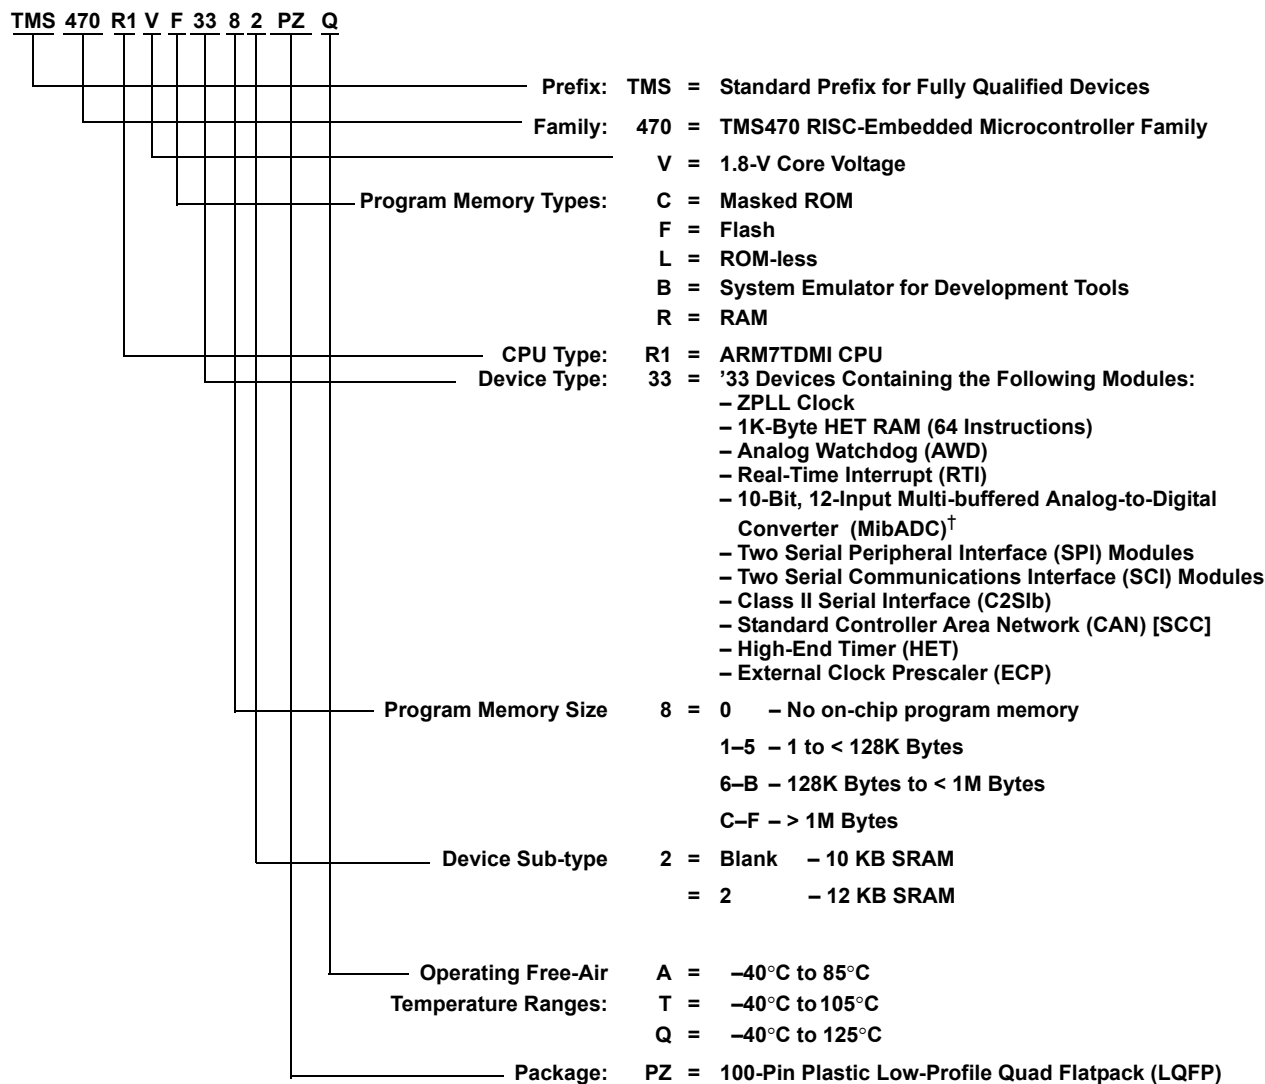 TMS 470 R1 V F 33 8 2 PZ Q
Prefix: TMS = Standard Prefix for Fully Qualified Devices
Family: 470 = TMS470 RISC-Embedded Microcontroller Family
V = 1.8-V Core Voltage
Program Memory Types: C = Masked ROM
F = Flash
L = ROM-less
B = System Emulator for Development Tools
R = RAM
CPU Type: R1 = ARM7TDMI CPU
Device Type: 33 = ’33 Devices Containing the Following Modules:
– ZPLL Clock
– 1K-Byte HET RAM (64 Instructions)
– Analog Watchdog (AWD)
– Real-Time Interrupt (RTI)
– 10-Bit, 12-Input Multi-buffered Analog-to-Digital
Converter (MibADC)†
– Two Serial Peripheral Interface (SPI) Modules
– Two Serial Communications Interface (SCI) Modules
– Class II Serial Interface (C2SIb)
– Standard Controller Area Network (CAN) [SCC]
– High-End Timer (HET)
– External Clock Prescaler (ECP)
Program Memory Size 8 = 0 – No on-chip program memory
1–5 – 1 to < 128K Bytes
6–B – 128K Bytes to < 1M Bytes
C–F – > 1M Bytes
Device Sub-type 2 = Blank – 10 KB SRAM
= 2 – 12 KB SRAM
Operating Free-Air A = –40°C to 85°C
Temperature Ranges: T = –40°C to 105°C
Q = –40°C to 125°C
Package: PZ = 100-Pin Plastic Low-Profile Quad Flatpack (LQFP)